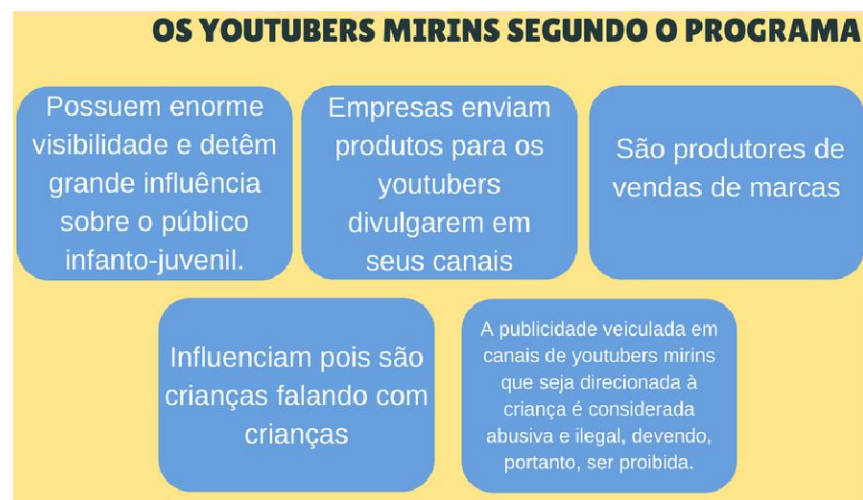 OS YOUTUBERS MIRINS SEGUNDO O PROGRAMA
Possuem enorme
visibilidade e detêm
grande influência
sobre o público
infanto-juvenil.
Empresas enviam
produtos para os
youtubers
divulgarem em
seus canais
São produtores de
vendas de marcas
Influenciam pois são
crianças falando com
crianças
A publicidade veiculada em
canais de youtubers mirins
que seja direcionada à
criança é considerada
abusiva e ilegal, devendo,
portanto, ser proibida.